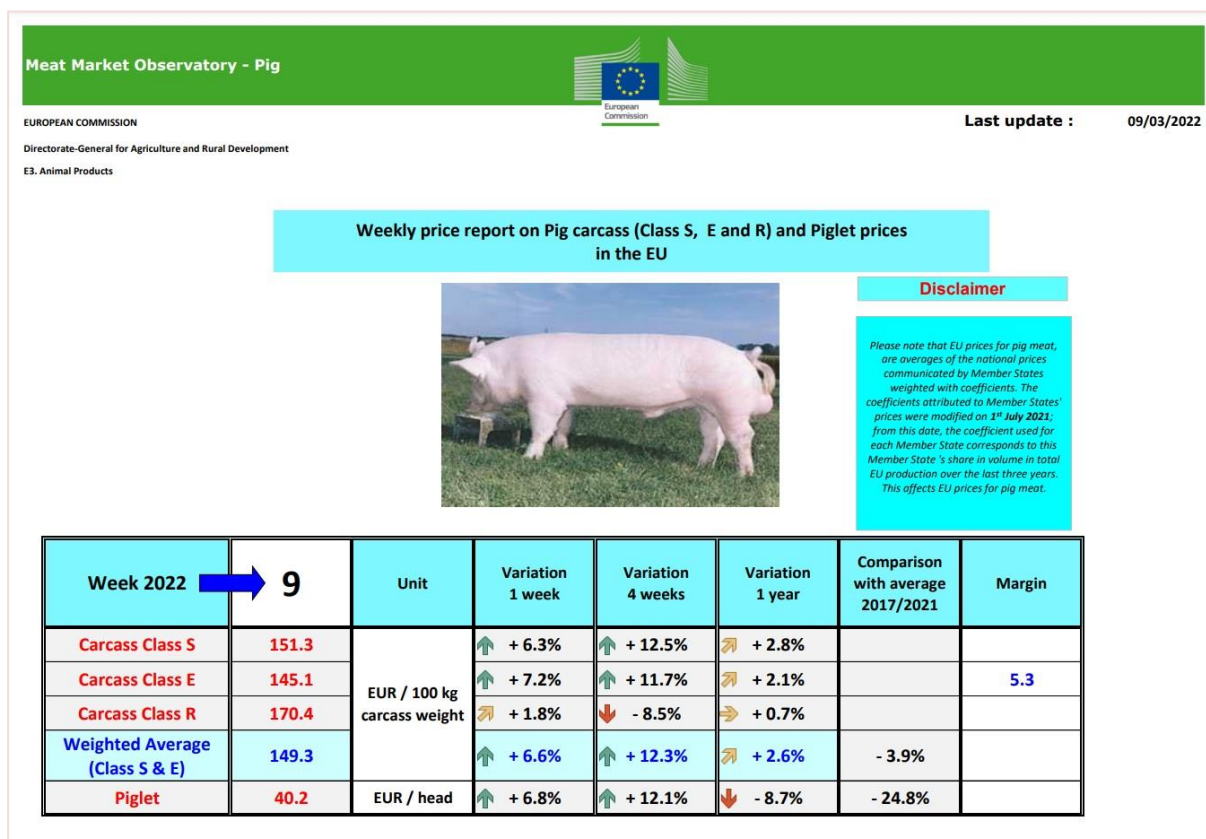 Meat Market Observatory - Pig
European
Commission
EUROPEAN COMMISSION
Last update : 09/03/2022
Directorate-General for Agriculture and Rural Development
E3. Animal Products
Weekly price report on Pig carcass (Class S, E and R) and Piglet prices
in the EU
Disclaimer
Please note that EU prices for pig meat,
are averages of the national prices
communicated by Member States
weighted with coefficients. The
coefficients attributed to Member States'
prices were modified on 1st July 2021;
from this date, the coefficient used for
each Member State corresponds to this
Member State 's share in volume in total
EU production over the last three years.
This affects EU prices for pig meat.
Week 2022 9 Unit Variation 1 week Variation 4 weeks Variation 1 year Comparison with average 2017/2021 Margin
Carcass Class S 151.3 EUR / 100 kg carcass weight + 6.3% + 12.5% + 2.8%
Carcass Class E 145.1 + 7.2% + 11.7% + 2.1% 5.3
Carcass Class R 170.4 + 1.8% - 8.5% + 0.7%
Weighted Average (Class S & E) 149.3 + 6.6% + 12.3% + 2.6% - 3.9%
Piglet 40.2 EUR / head + 6.8% + 12.1% - 8.7% - 24.8%